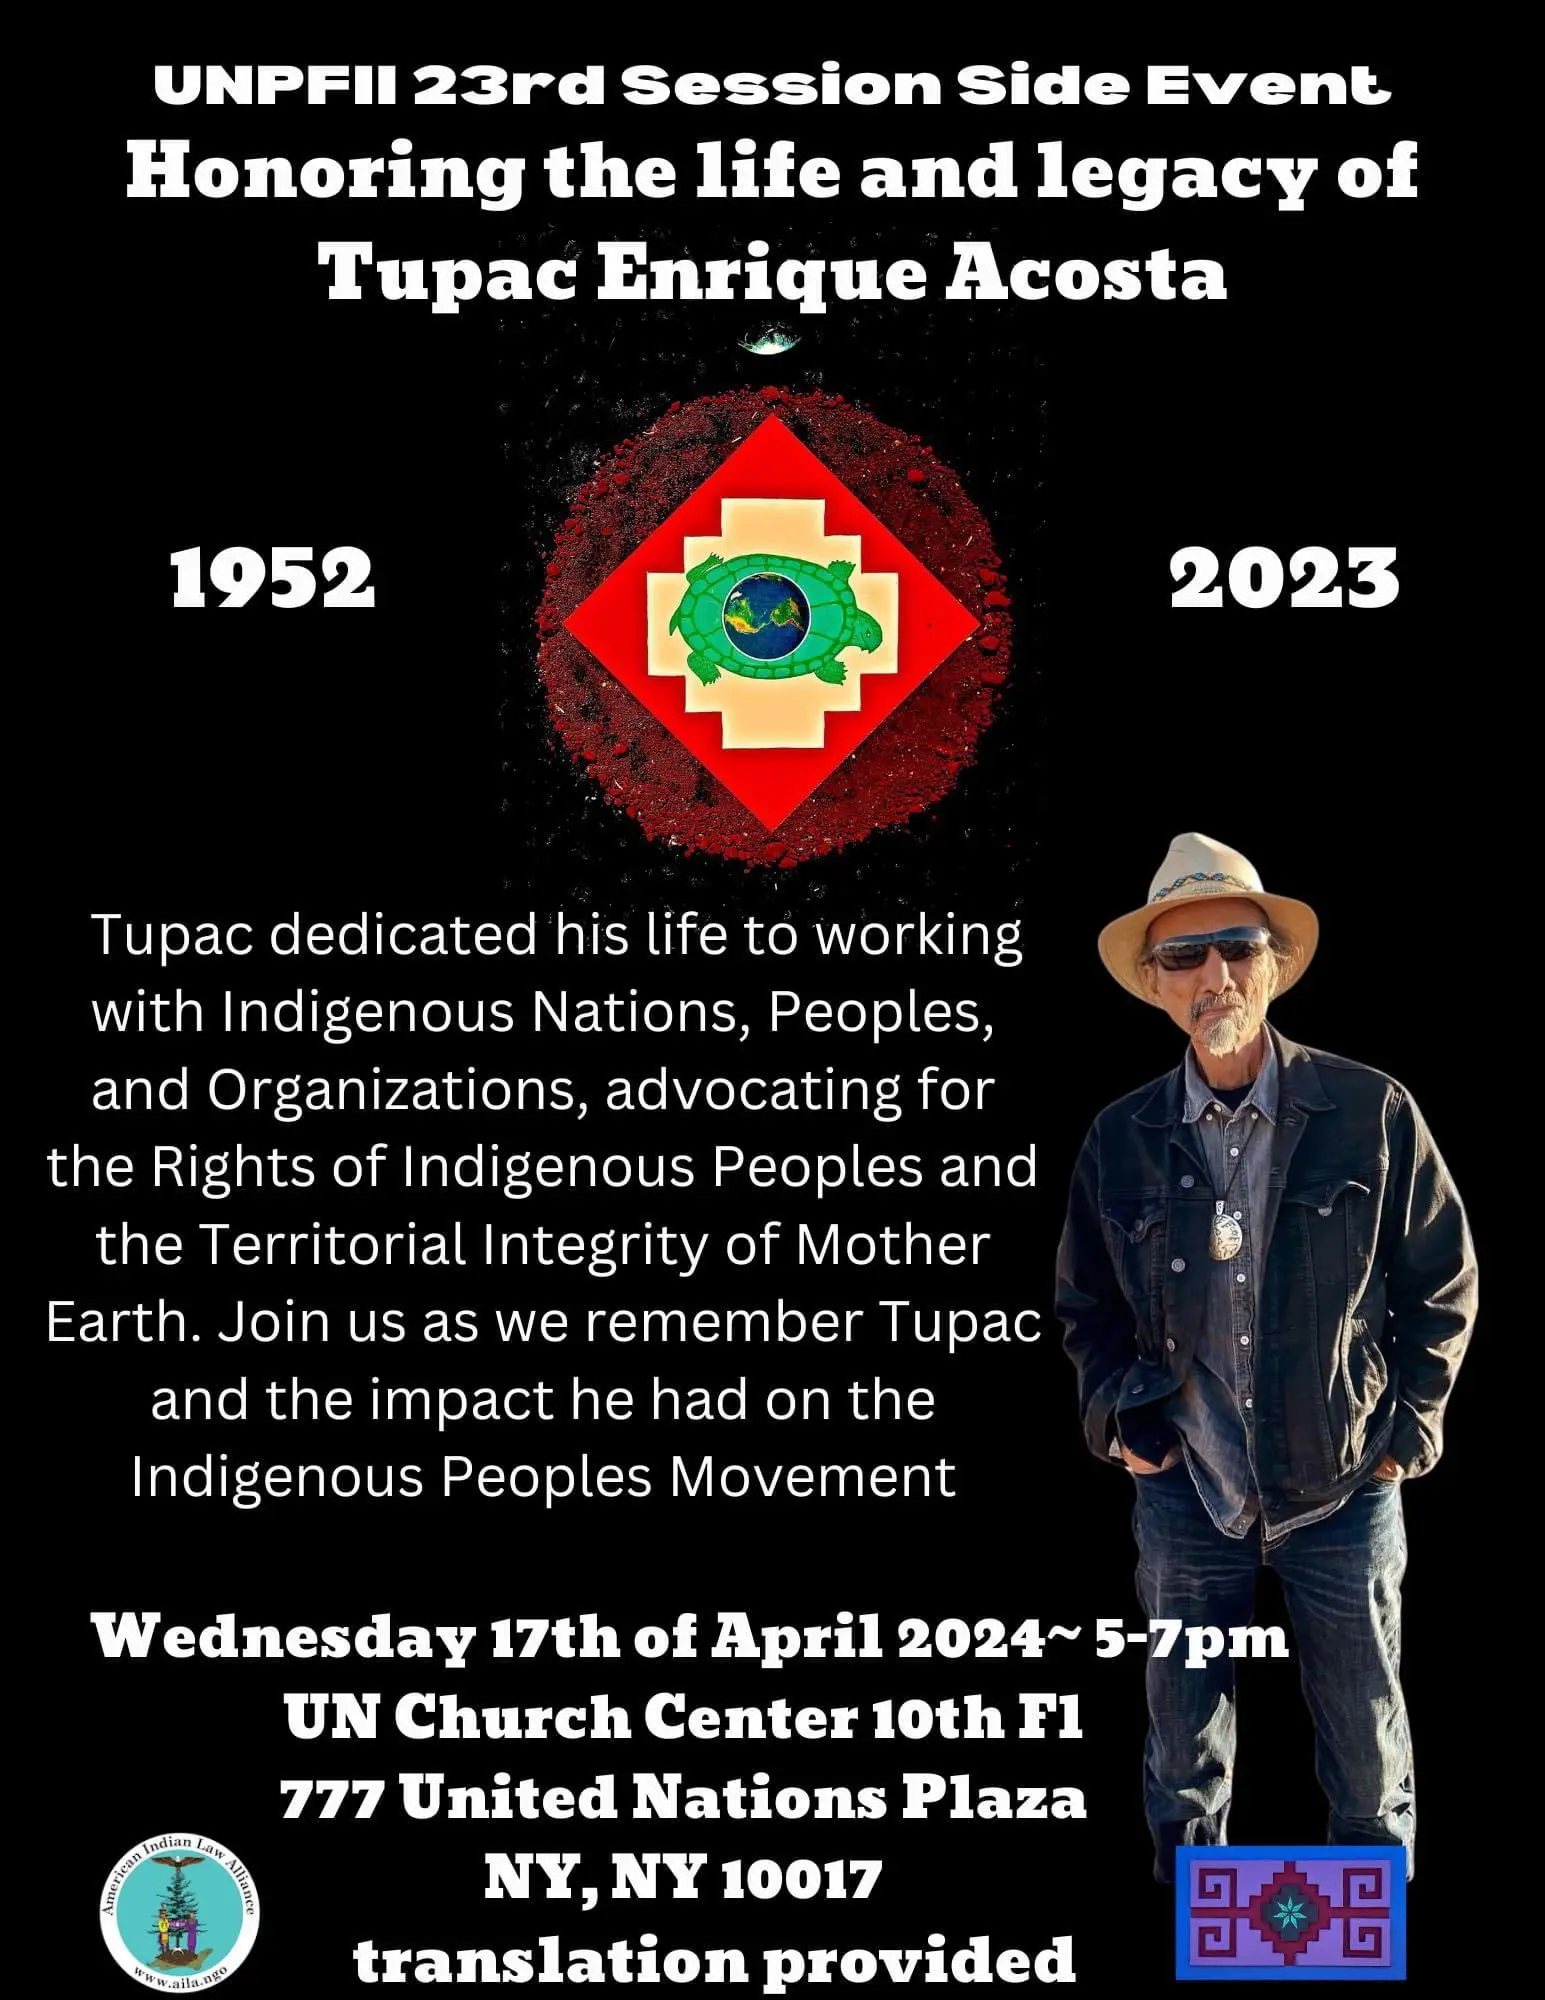 UNPFII 23rd Session Side Event
Honoring the life and legacy of
Tupac Enrique Acosta
1952
2023
Tupac dedicated his life to working
with Indigenous Nations, Peoples,
and Organizations, advocating for
the Rights of Indigenous Peoples and
the Territorial Integrity of Mother
Earth. Join us as we remember Tupac
and the impact he had on the
Indigenous Peoples Movement
Wednesday 17th of April 2024~ 5-7pm
UN Church Center 10th Fl
777 United Nations Plaza
NY, NY 10017
translation provided
American Indian Law Alliance
www.aila.ngo